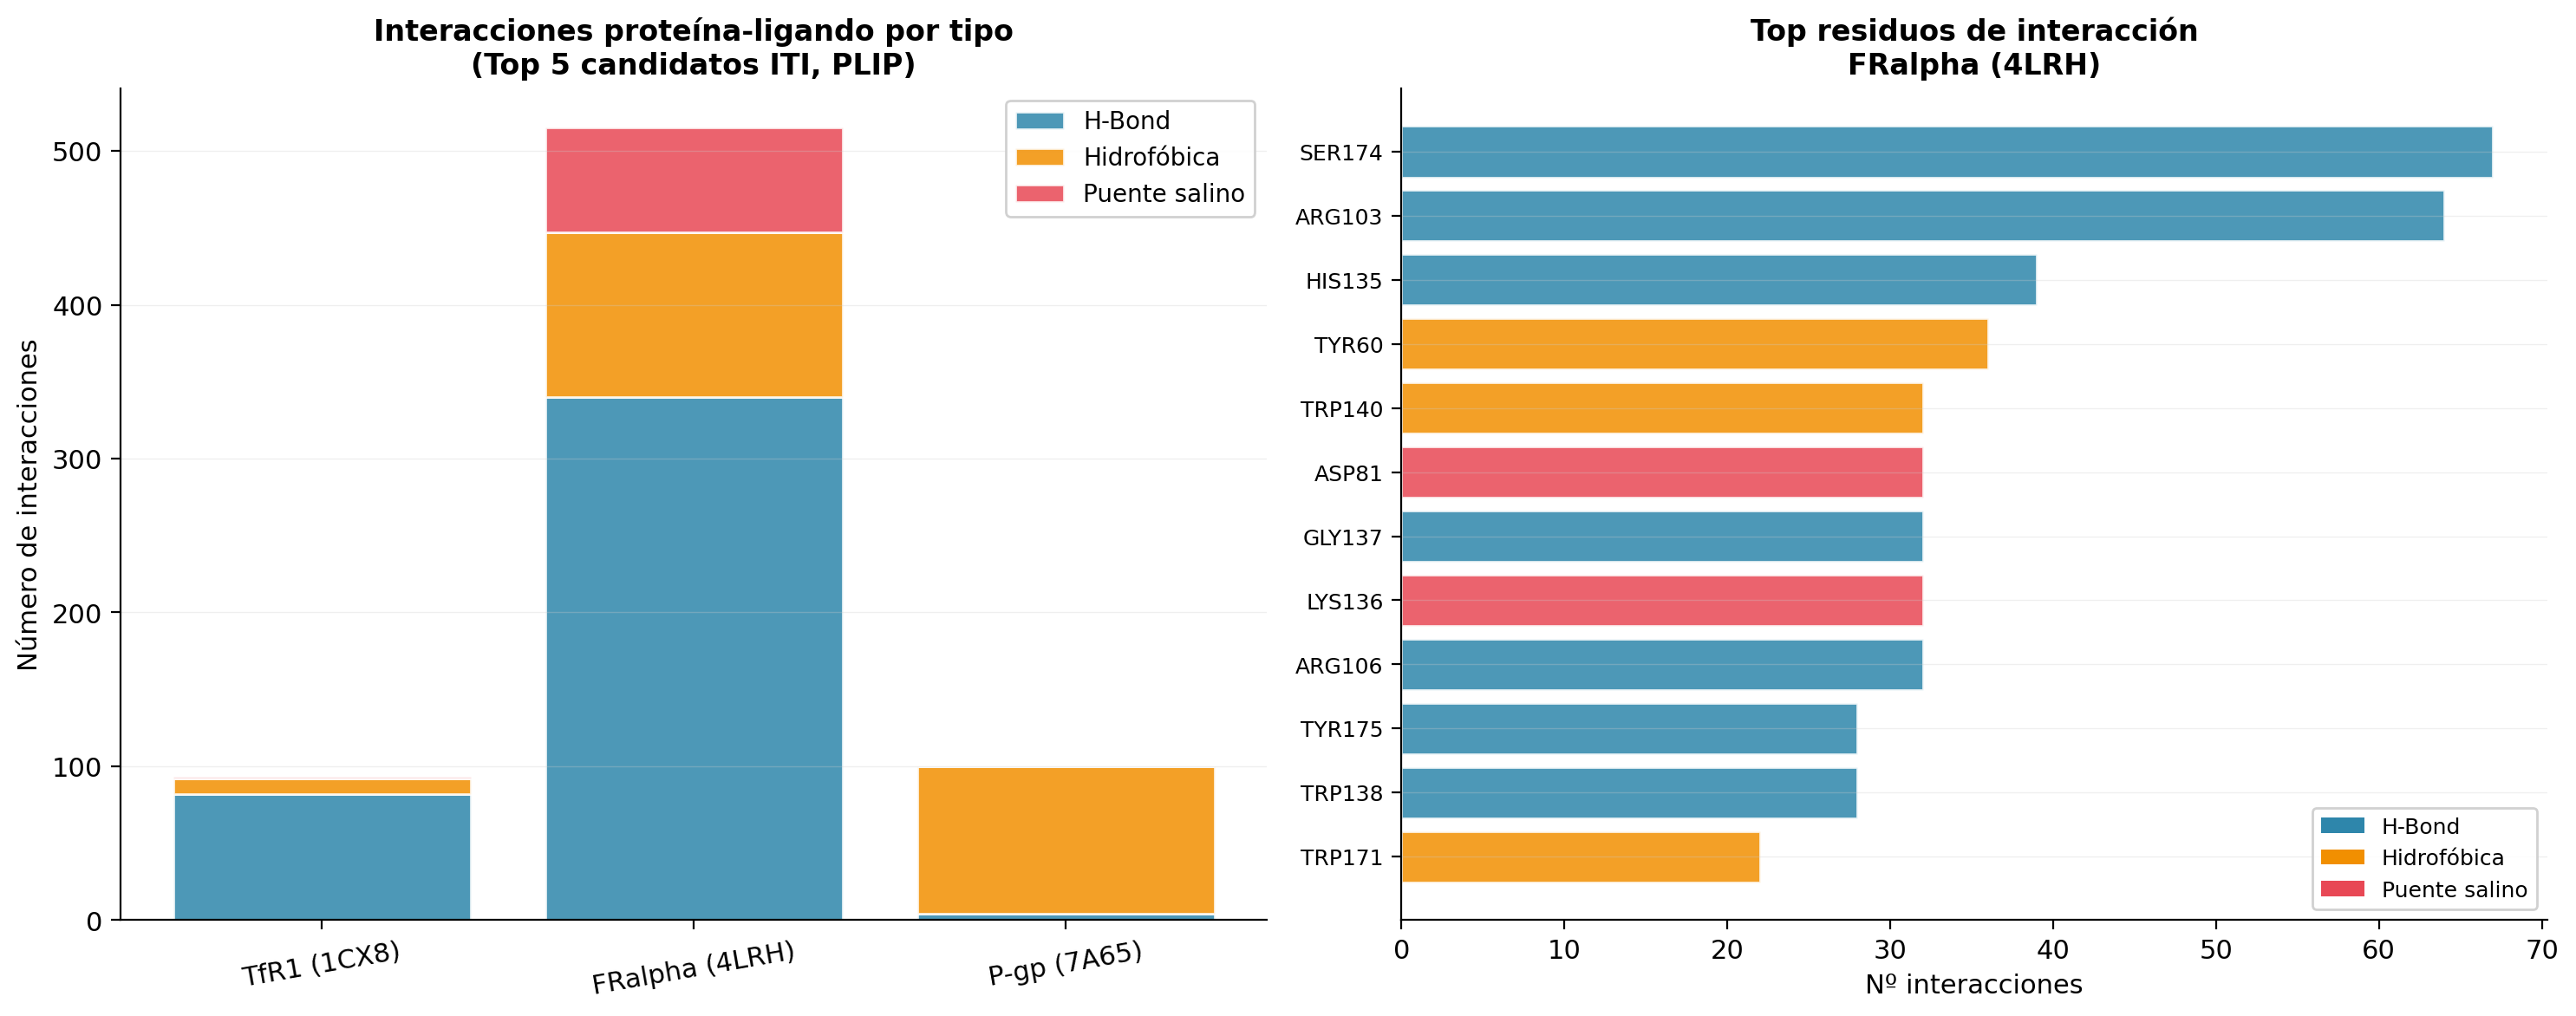 Interacciones proteína-ligando por tipo
(Top 5 candidatos ITI, PLIP)
Número de interacciones
500
400
300
200
100
0
H-Bond
Hidrofóbica
Puente salino
TfR1 (1CX8)
FRalpha (4LRH)
P-gp (7A65)
Top residuos de interacción
FRalpha (4LRH)
SER174
ARG103
HIS135
TYR60
TRP140
ASP81
GLY137
LYS136
ARG106
TYR175
TRP138
TRP171
H-Bond
Hidrofóbica
Puente salino
0 10 20 30 40 50 60 70
Nº interacciones